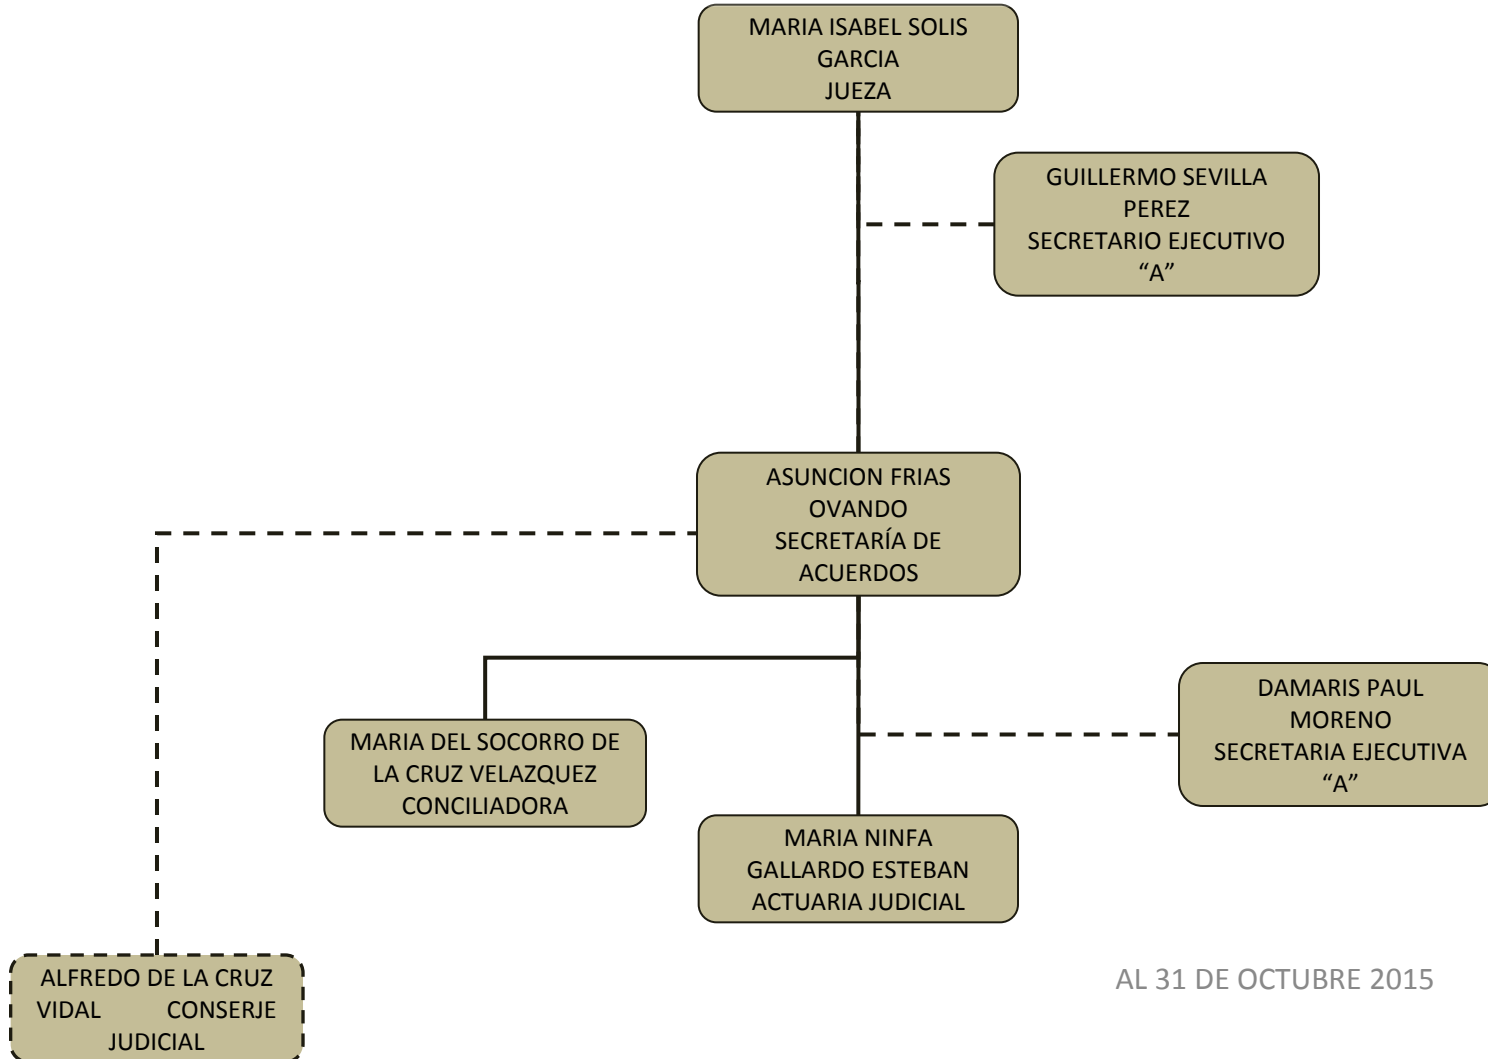 MARIA ISABEL SOLIS
GARCIA
JUEZA
GUILLERMO SEVILLA
PEREZ
SECRETARIO EJECUTIVO
“A”
ASUNCION FRIAS
OVANDO
SECRETARÍA DE
ACUERDOS
DAMARIS PAUL
MORENO
SECRETARIA EJECUTIVA
“A”
MARIA DEL SOCORRO DE
LA CRUZ VELAZQUEZ
CONCILIADORA
MARIA NINFA
GALLARDO ESTEBAN
ACTUARIA JUDICIAL
ALFREDO DE LA CRUZ
VIDAL CONSERJE
JUDICIAL
AL 31 DE OCTUBRE 2015